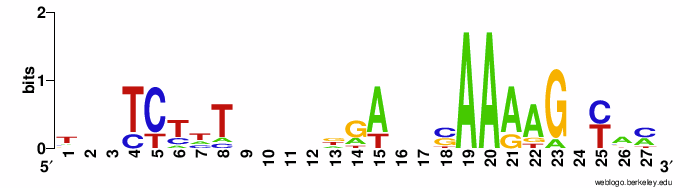 2
bits
1
0
T T C T T T T G A C A A A A G C
C T C A T A C A C G A T G G T A T A T G T A T A C A
5′ 1 2 3 4 5 6 7 8 9 10 11 12 13 14 15 16 17 18 19 20 21 22 23 24 25 26 27 3′
weblogo.berkeley.edu